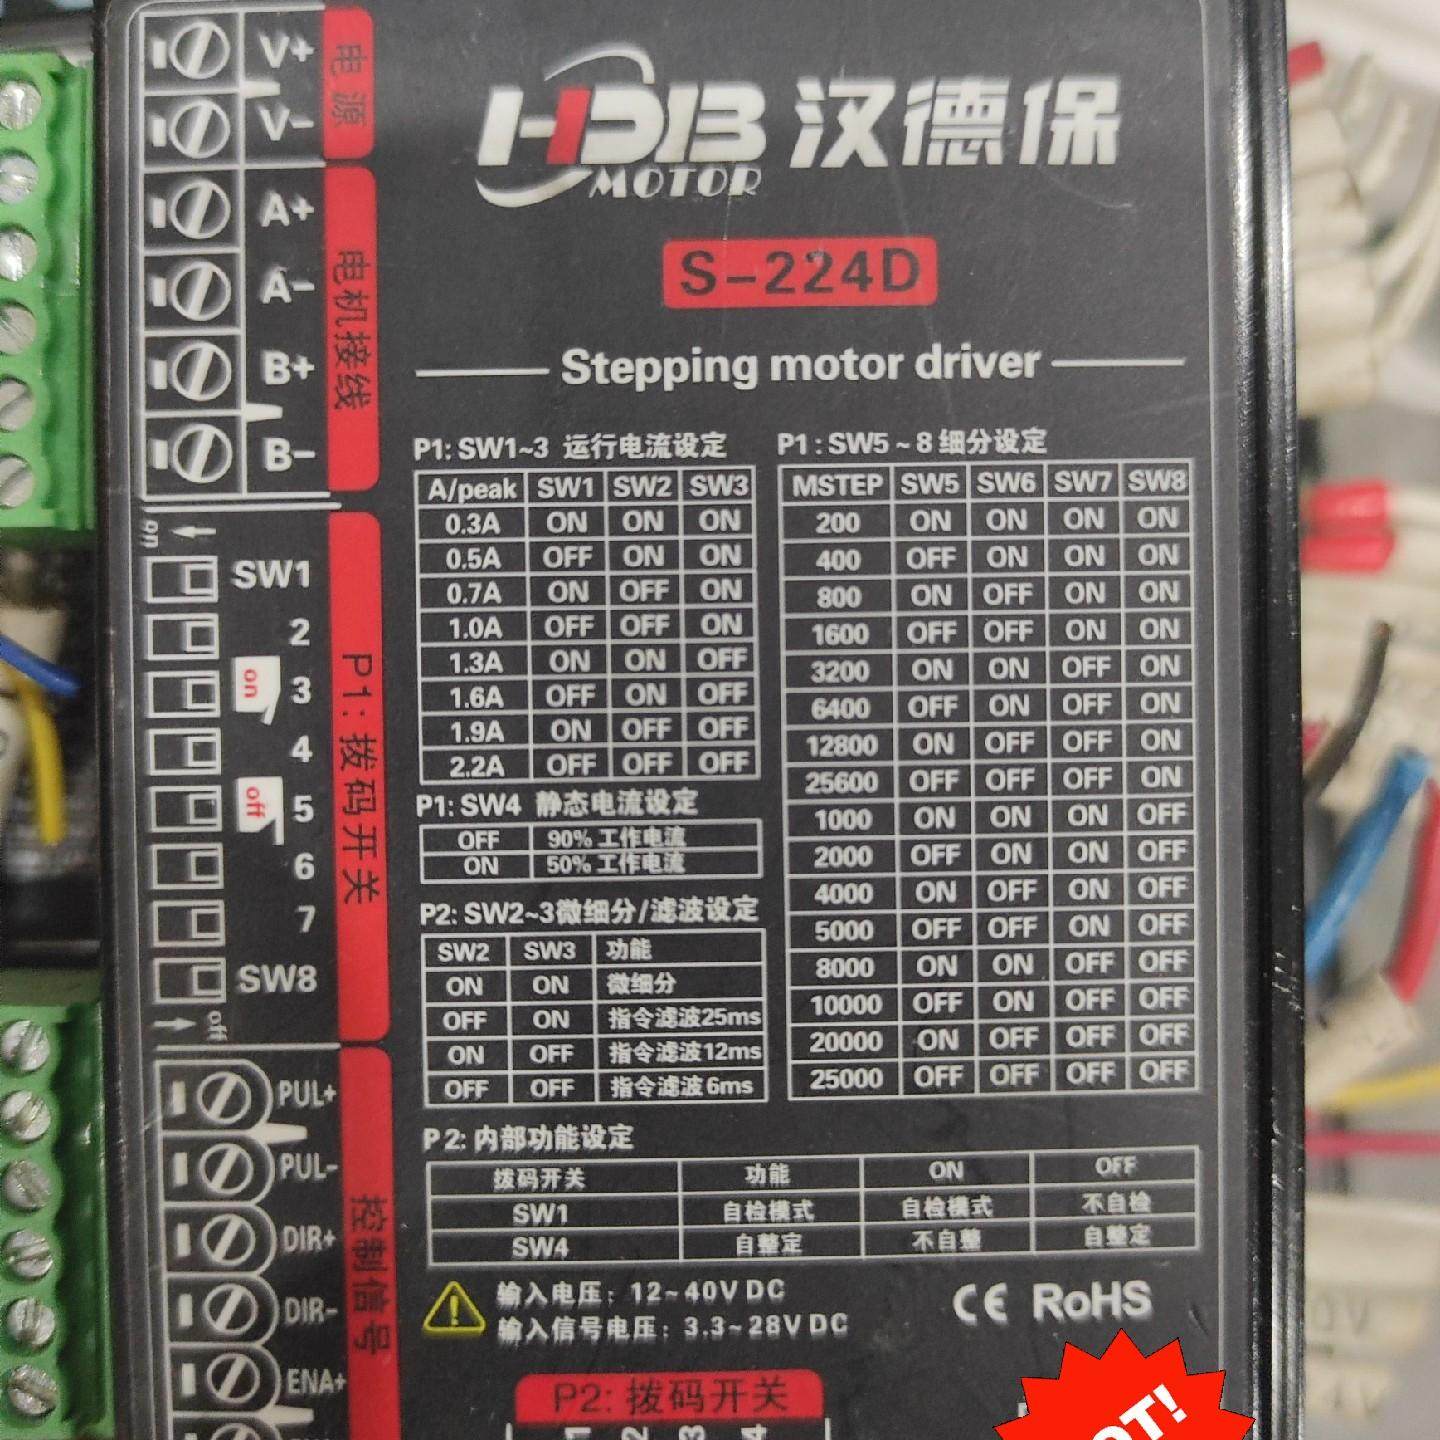 V+
V-
电源
A+
A-
B+
B-
电机接线
on
SW1
2
3
on
4
5
off
6
7
SW8
off
P1:拨码开关
PUL+
PUL-
DIR+
DIR-
ENA+
控制信号
HDB 汉德保
MOTOR
S-224D
Stepping motor driver
P1: SW1~3 运行电流设定
A/peak SW1 SW2 SW3
0.3A ON ON ON
0.5A OFF ON ON
0.7A ON OFF ON
1.0A OFF OFF ON
1.3A ON ON OFF
1.6A OFF ON OFF
1.9A ON OFF OFF
2.2A OFF OFF OFF
P1: SW4 静态电流设定
OFF 90% 工作电流
ON 50% 工作电流
P2: SW2~3微细分/滤波设定
SW2 SW3 功能
ON ON 微细分
OFF ON 指令滤波25ms
ON OFF 指令滤波12ms
OFF OFF 指令滤波6ms
P1: SW5~8 细分设定
MSTEP SW5 SW6 SW7 SW8
200 ON ON ON ON
400 OFF ON ON ON
800 ON OFF ON ON
1600 OFF OFF ON ON
3200 ON ON OFF ON
6400 OFF ON OFF ON
12800 ON OFF OFF ON
25600 OFF OFF OFF ON
1000 ON ON ON OFF
2000 OFF ON ON OFF
4000 ON OFF ON OFF
5000 OFF OFF ON OFF
8000 ON ON OFF OFF
10000 OFF ON OFF OFF
20000 ON OFF OFF OFF
25000 OFF OFF OFF OFF
P2: 内部功能设定
拨码开关 功能 ON OFF
SW1 自检模式 自检模式 不自检
SW4 自整定 不自整 自整定
输入电压: 12~40V DC
输入信号电压: 3.3~28V DC
CE RoHS
P2: 拨码开关
1 2 3 4